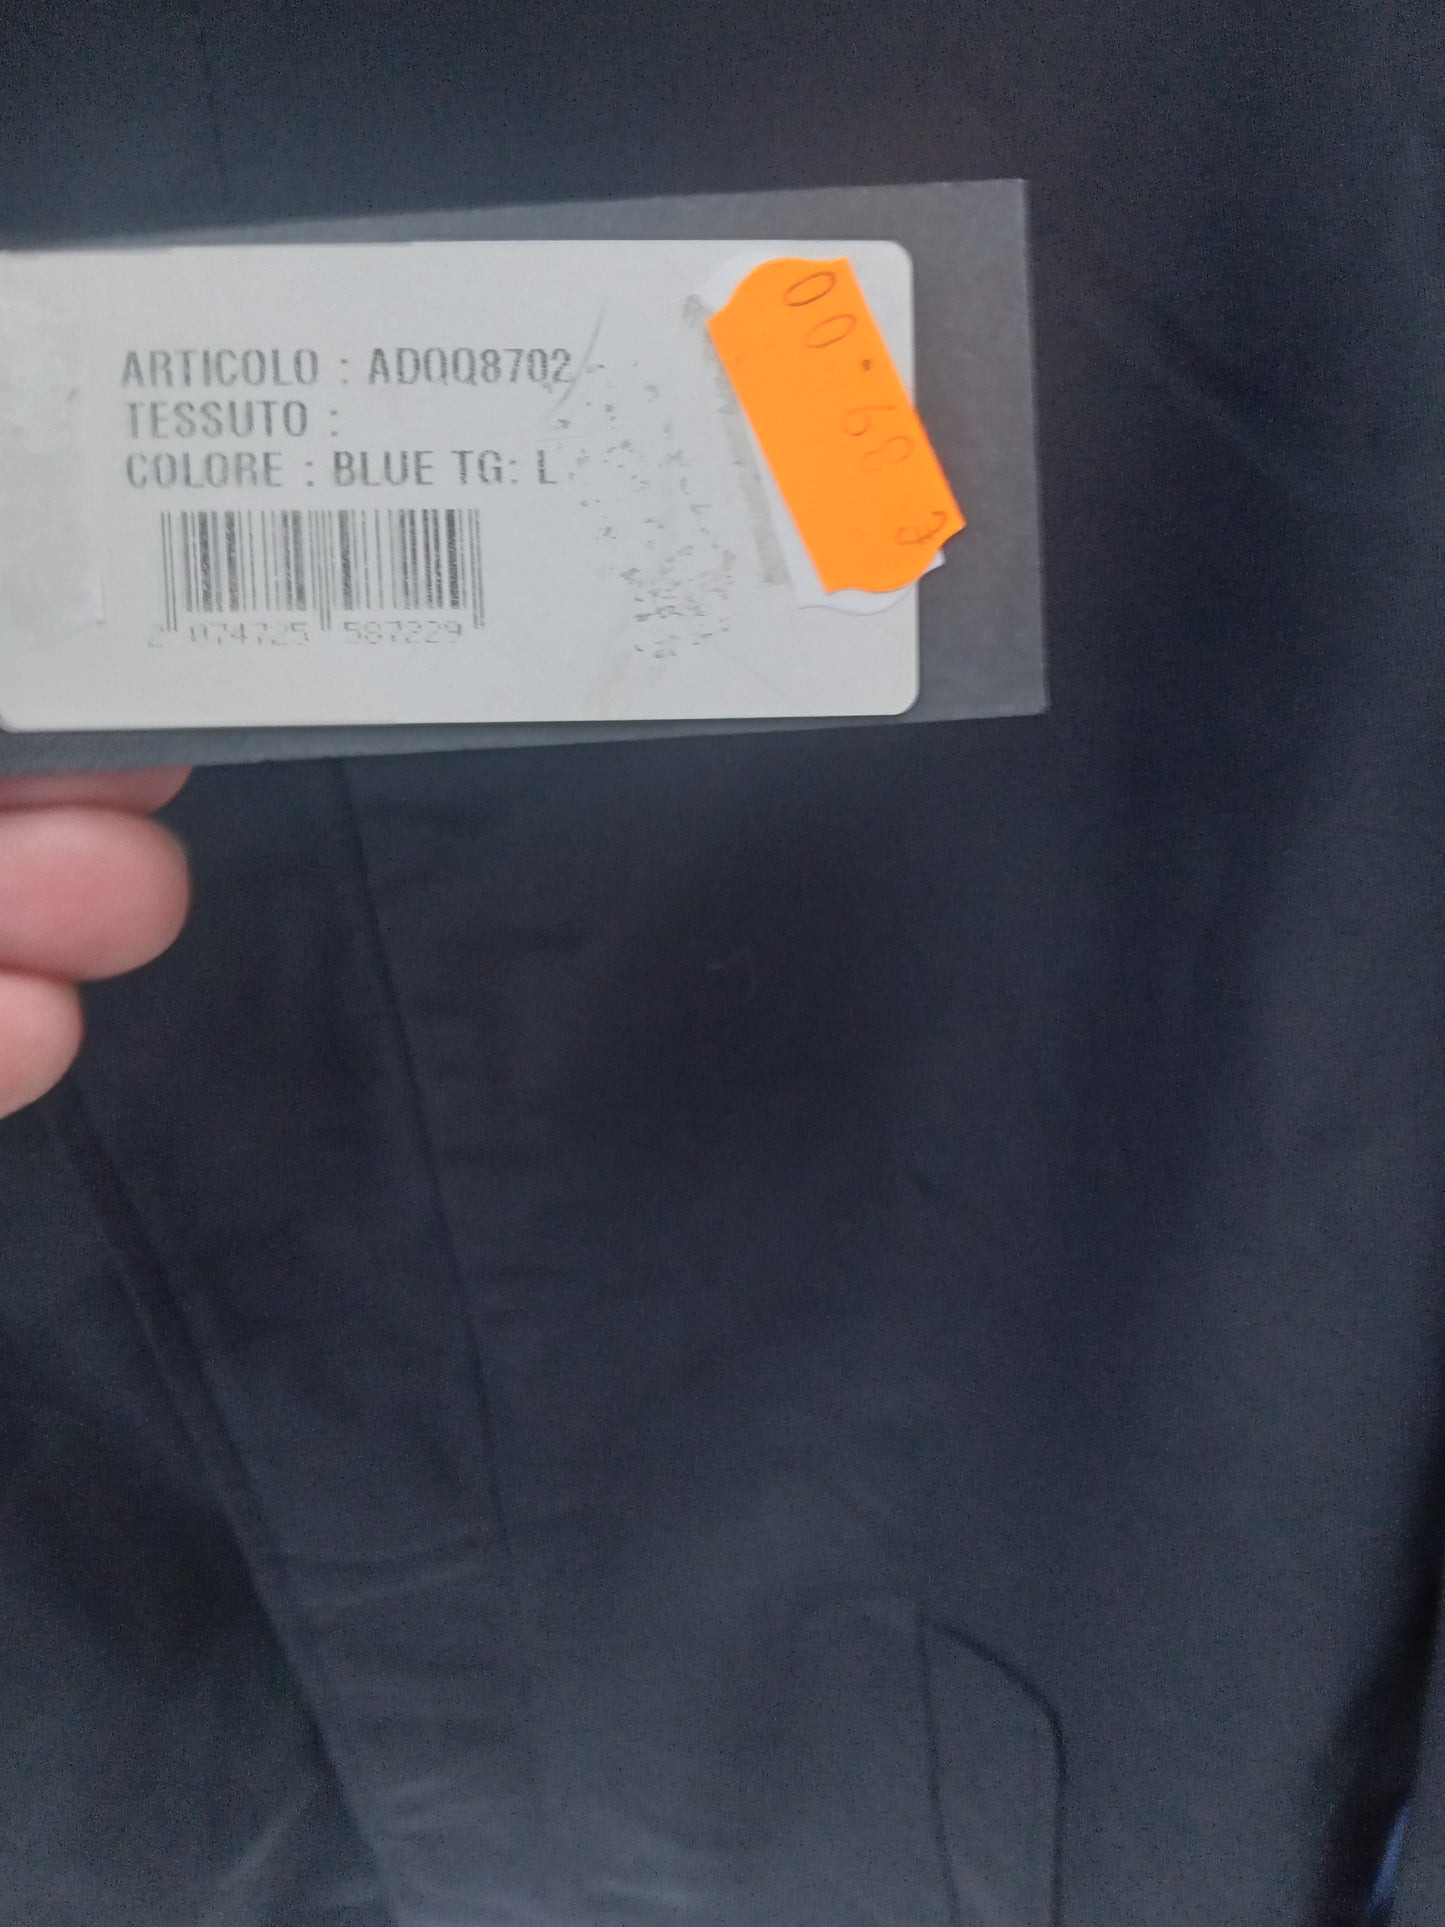 ARTICOLO : ADQQ8702
TESSUTO :
COLORE : BLUE TG: L
2 074725 587229
€ 89.00